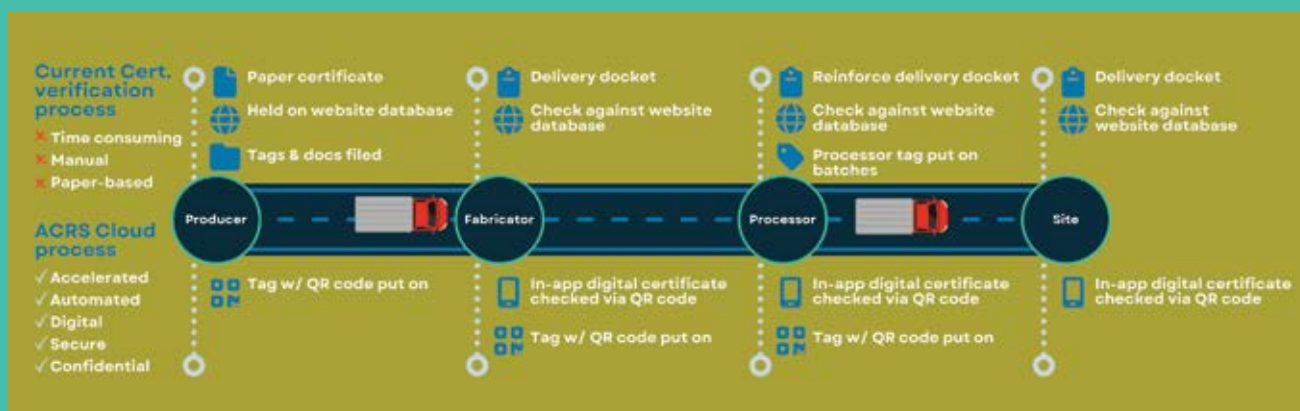 Current Cert.
verification
process
× Time consuming
× Manual
× Paper-based
Paper certificate
Held on website database
Tags & docs filed
Delivery docket
Check against website
database
Reinforce delivery docket
Check against website
database
Processor tag put on
batches
Delivery docket
Check against
website database
Producer
Fabricator
Processor
Site
ACRS Cloud
process
✓ Accelerated
✓ Automated
✓ Digital
✓ Secure
✓ Confidential
Tag w/ QR code put on
In-app digital certificate
checked via QR code
Tag w/ QR code put on
In-app digital certificate
checked via QR code
Tag w/ QR code put on
In-app digital certificate
checked via QR code